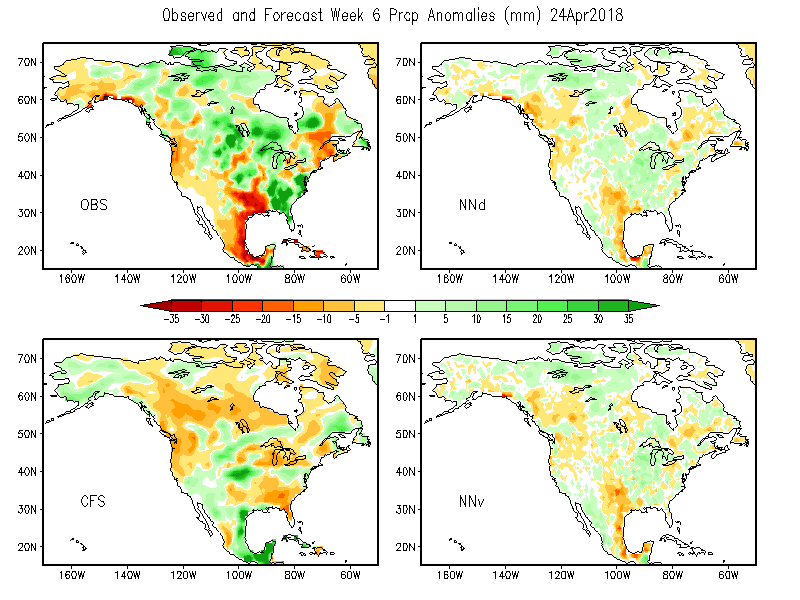 Observed and Forecast Week 6 Prcp Anomalies (mm) 24Apr2018
70N 70N
60N 60N
50N 50N
40N 40N
30N OBS 30N NNd
20N 20N
160W 140W 120W 100W 80W 60W 160W 140W 120W 100W 80W 60W
-35 -30 -25 -20 -15 -10 -5 -1 1 5 10 15 20 25 30 35
70N 70N
60N 60N
50N 50N
40N 40N
30N CFS 30N NNv
20N 20N
160W 140W 120W 100W 80W 60W 160W 140W 120W 100W 80W 60W